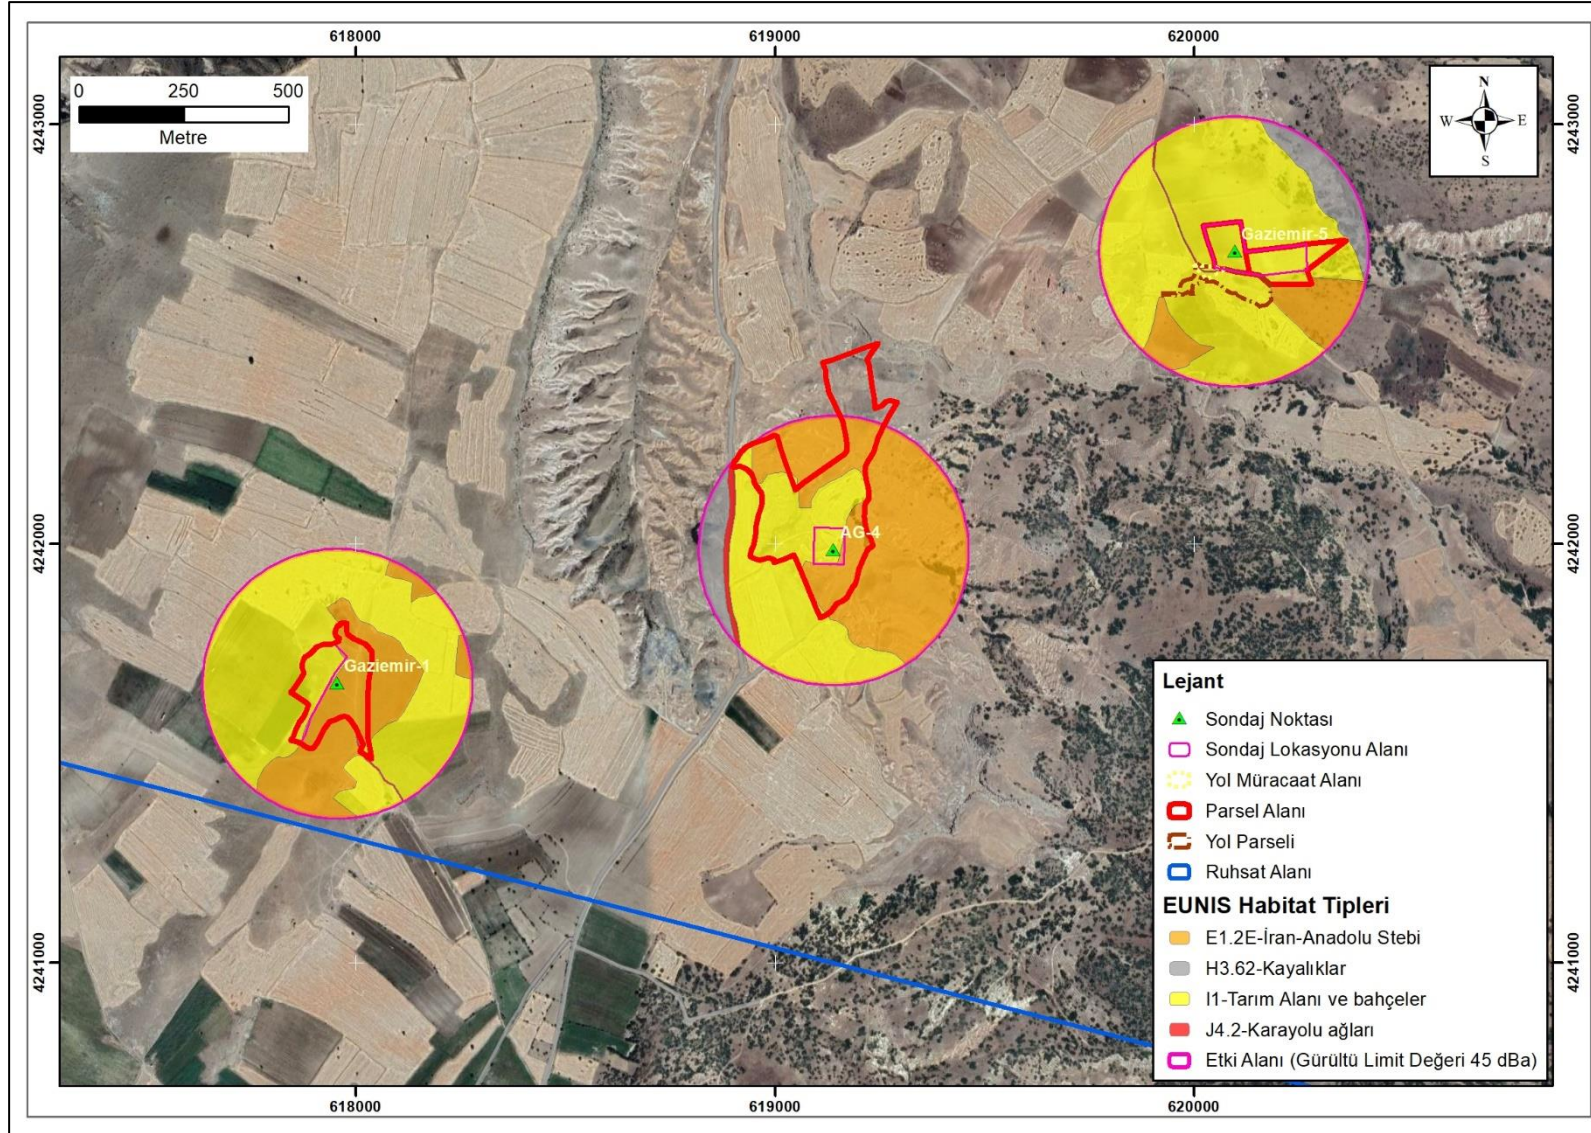 618000
619000
620000
0 250 500
Metre
N
W E
S
4243000
4243000
Gaziemir-5
AG-4
4242000
4242000
Gaziemir-1
Lejant
Sondaj Noktası
Sondaj Lokasyonu Alanı
Yol Müracaat Alanı
Parsel Alanı
Yol Parseli
Ruhsat Alanı
EUNIS Habitat Tipleri
E1.2E-İran-Anadolu Stebi
H3.62-Kayalıklar
I1-Tarım Alanı ve bahçeler
J4.2-Karayolu ağları
Etki Alanı (Gürültü Limit Değeri 45 dBa)
4241000
4241000
618000
619000
620000